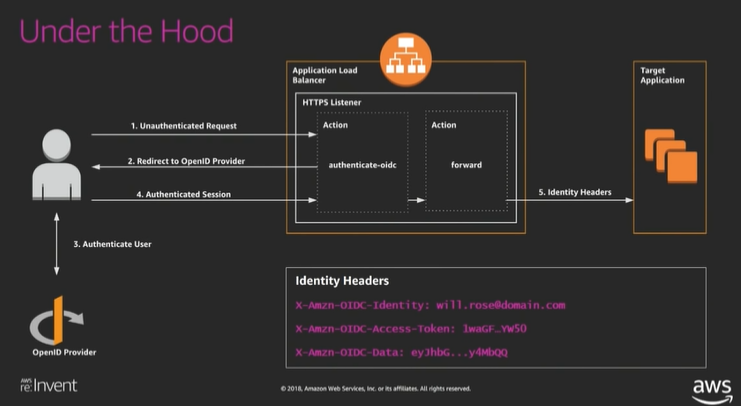 Under the Hood
Application Load
Balancer
Target
Application
HTTPS Listener
1. Unauthenticated Request
Action
Action
2. Redirect to OpenID Provider
authenticate-oidc
forward
4. Authenticated Session
5. Identity Headers
3. Authenticate User
Identity Headers
X-Amzn-OIDC-Identity: will.rose@domain.com
X-Amzn-OIDC-Access-Token: 1waGF…YW50
X-Amzn-OIDC-Data: eyJhbG...y4MbQQ
OpenID Provider
AWS
re:Invent
© 2018, Amazon Web Services, Inc. or its affiliates. All rights reserved.
aws